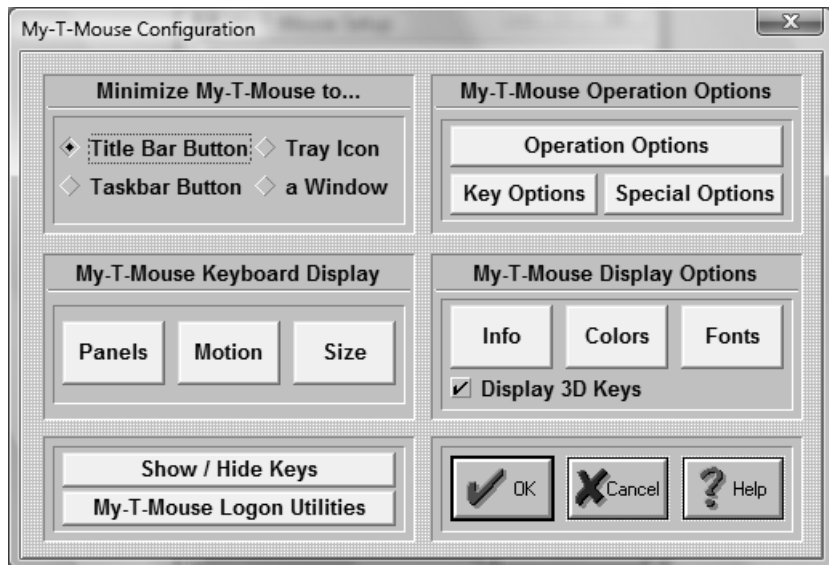 My-T-Mouse Configuration
Minimize My-T-Mouse to...
Title Bar Button
Tray Icon
Taskbar Button
a Window
My-T-Mouse Operation Options
Operation Options
Key Options
Special Options
My-T-Mouse Keyboard Display
Panels
Motion
Size
My-T-Mouse Display Options
Info
Colors
Fonts
Display 3D Keys
Show / Hide Keys
My-T-Mouse Logon Utilities
OK
Cancel
Help